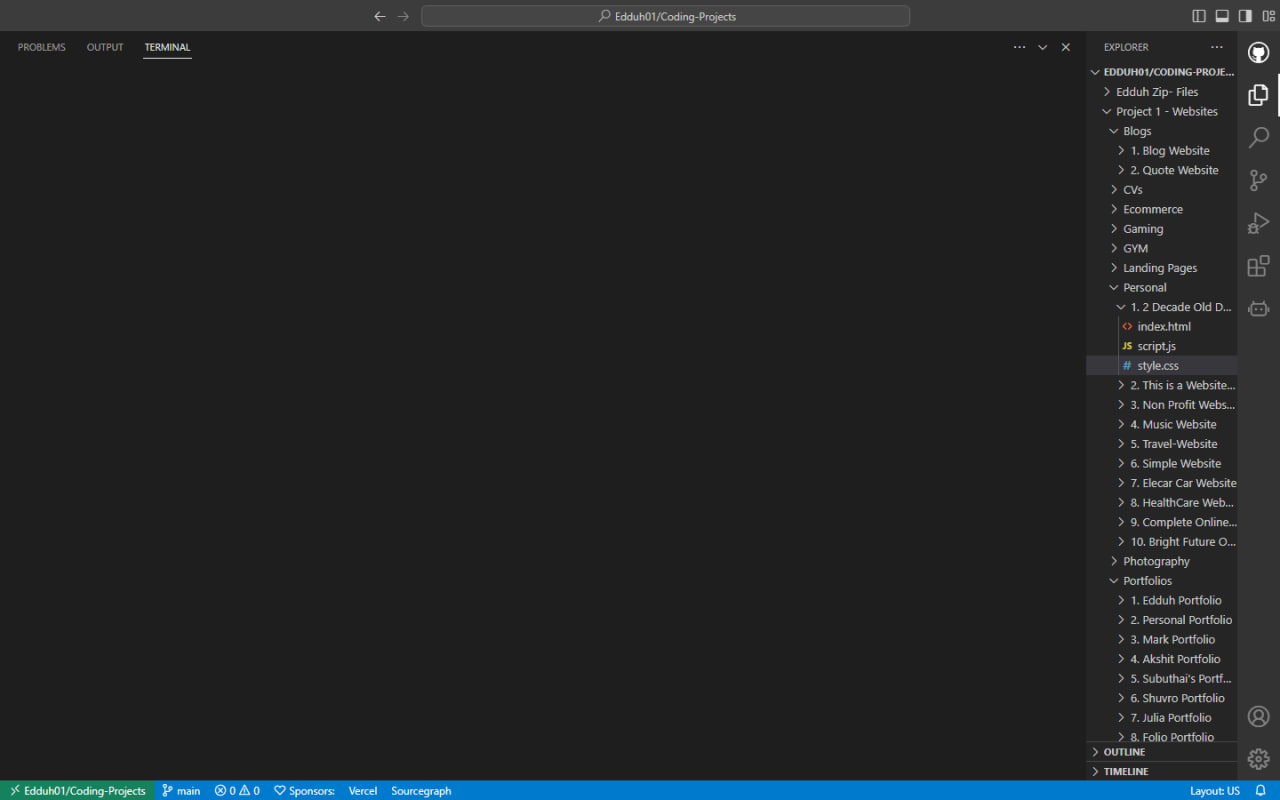 Edduh01/Coding-Projects
PROBLEMS
OUTPUT
TERMINAL
EXPLORER
EDDUH01/CODING-PROJE...
Edduh Zip- Files
Project 1 - Websites
Blogs
1. Blog Website
2. Quote Website
CVs
Ecommerce
Gaming
GYM
Landing Pages
Personal
1. 2 Decade Old D...
<> index.html
JS script.js
# style.css
2. This is a Website...
3. Non Profit Webs...
4. Music Website
5. Travel-Website
6. Simple Website
7. Elecar Car Website
8. HealthCare Web...
9. Complete Online...
10. Bright Future O...
Photography
Portfolios
1. Edduh Portfolio
2. Personal Portfolio
3. Mark Portfolio
4. Akshit Portfolio
5. Subuthai's Portf...
6. Shuvro Portfolio
7. Julia Portfolio
8. Folio Portfolio
OUTLINE
TIMELINE
Edduh01/Coding-Projects
main
0
0
Sponsors:
Vercel
Sourcegraph
Layout: US